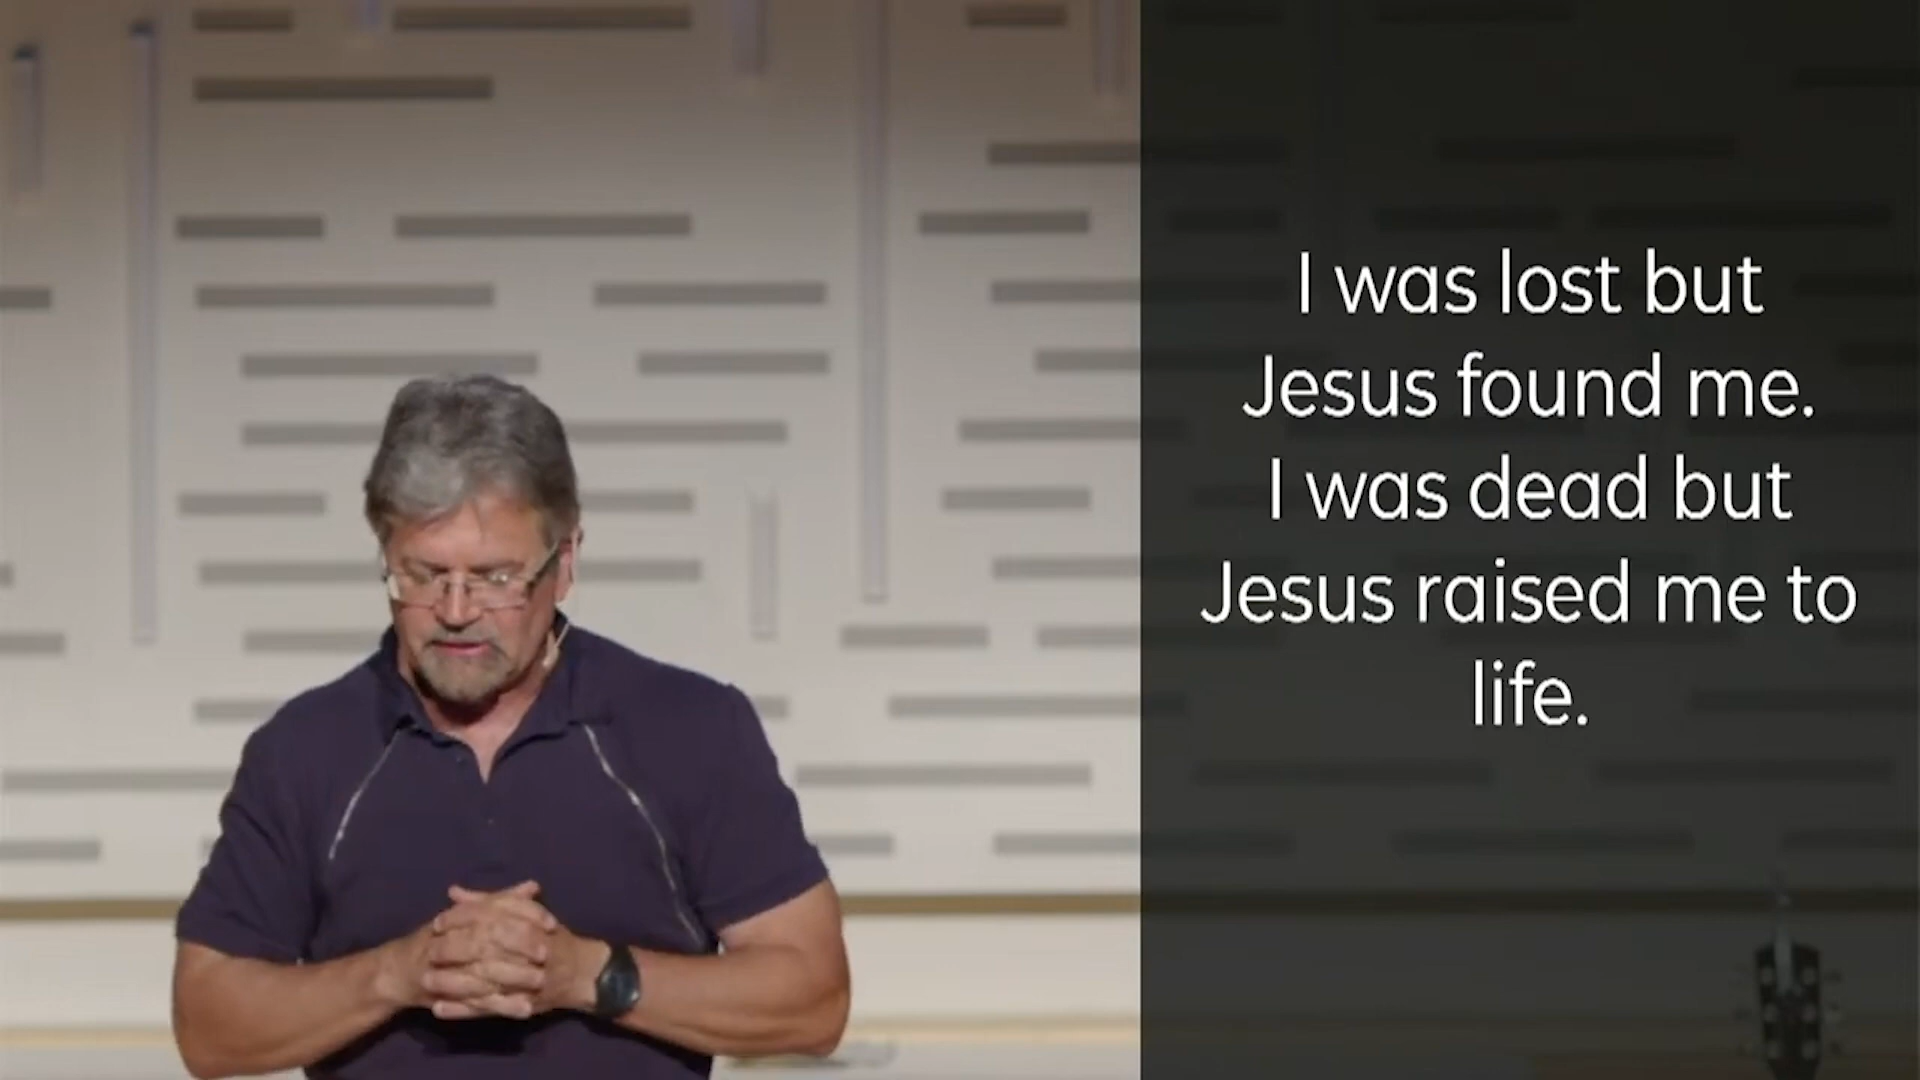 I was lost but
Jesus found me.
I was dead but
Jesus raised me to
life.